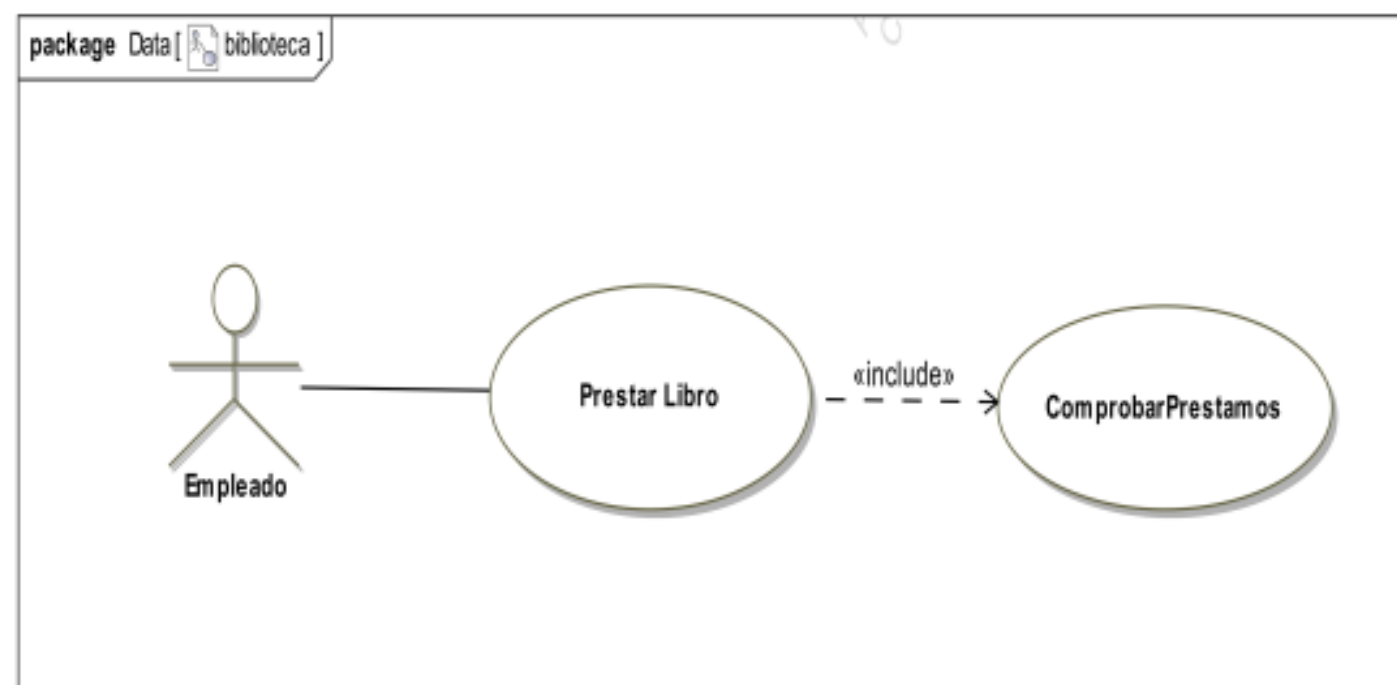 package Data [ biblioteca ]
Empleado
Prestar Libro
«include»
ComprobarPrestamos